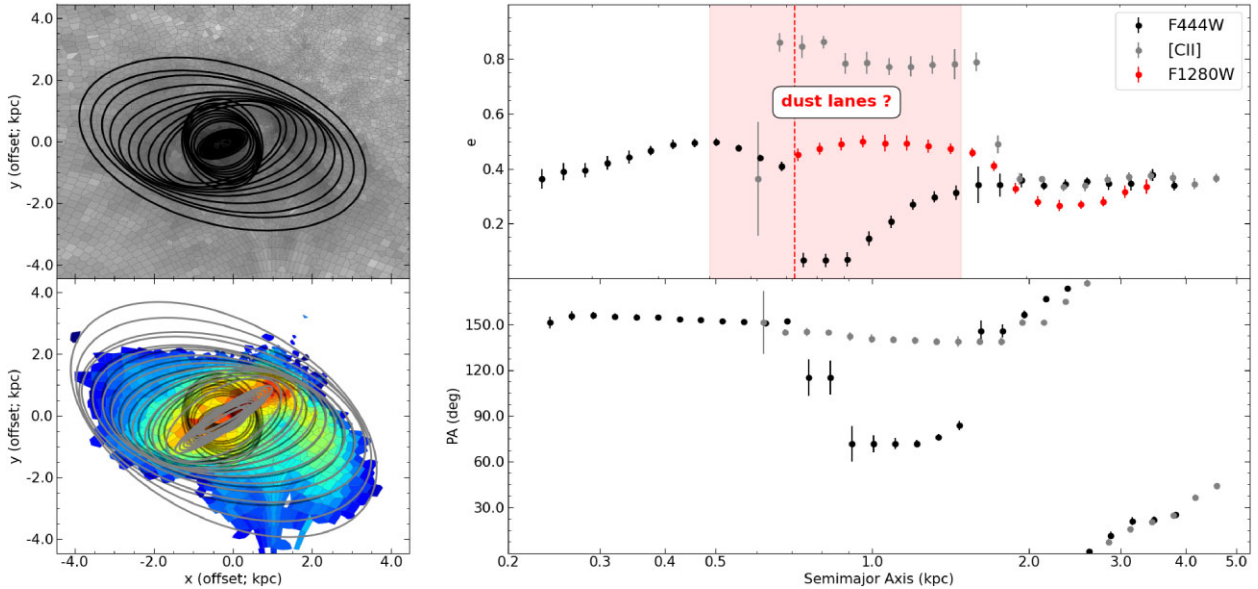 4.0
2.0
0.0
-2.0
-4.0
y (offset; kpc)
4.0
2.0
0.0
-2.0
-4.0
y (offset; kpc)
-4.0 -2.0 0.0 2.0 4.0
x (offset; kpc)
0.8
0.6
0.4
0.2
e
F444W
[CII]
F1280W
dust lanes ?
150.0
120.0
90.0
60.0
30.0
PA (deg)
0.2 0.3 0.4 0.5 1.0 2.0 3.0 4.0 5.0
Semimajor Axis (kpc)